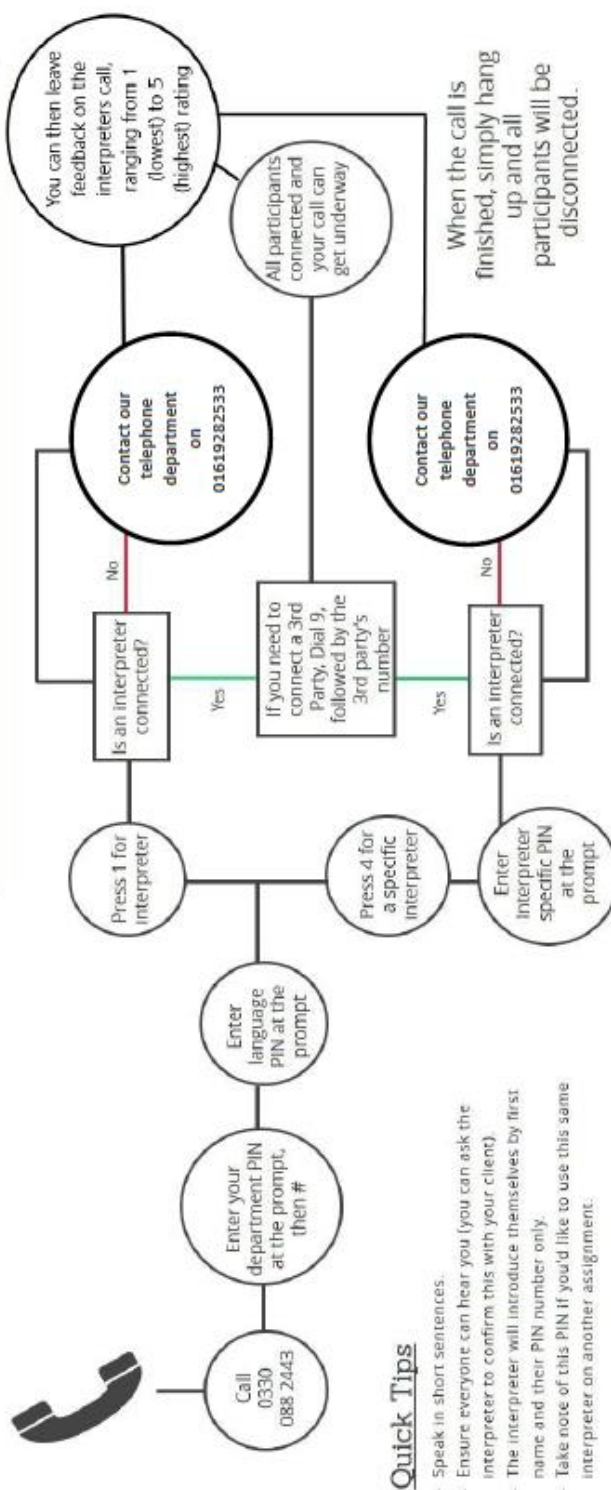 Call
0330
088 2443
Enter your
department PIN
at the prompt,
then #
Enter
language
PIN at the
prompt
Press 1 for
interpreter
Is an interpreter
connected?
No
Contact our
telephone
department
on
01619282533
You can then leave
feedback on the
interpreters call,
ranging from 1
(lowest) to 5
(highest) rating
Yes
If you need to
connect a 3rd
Party, Dial 9,
followed by the
3rd party's
number
All participants
connected and
your call can
get underway
Yes
Press 4 for
a specific
interpreter
Enter
Interpreter
specific PIN
at the
prompt
Is an interpreter
connected?
No
Contact our
telephone
department
on
01619282533
When the call is
finished, simply hang
up and all
participants will be
disconnected.
Quick Tips
Speak in short sentences.
Ensure everyone can hear you (you can ask the
interpreter to confirm this with your client).
The interpreter will introduce themselves by first
name and their PIN number only.
Take note of this PIN if you'd like to use this same
interpreter on another assignment.